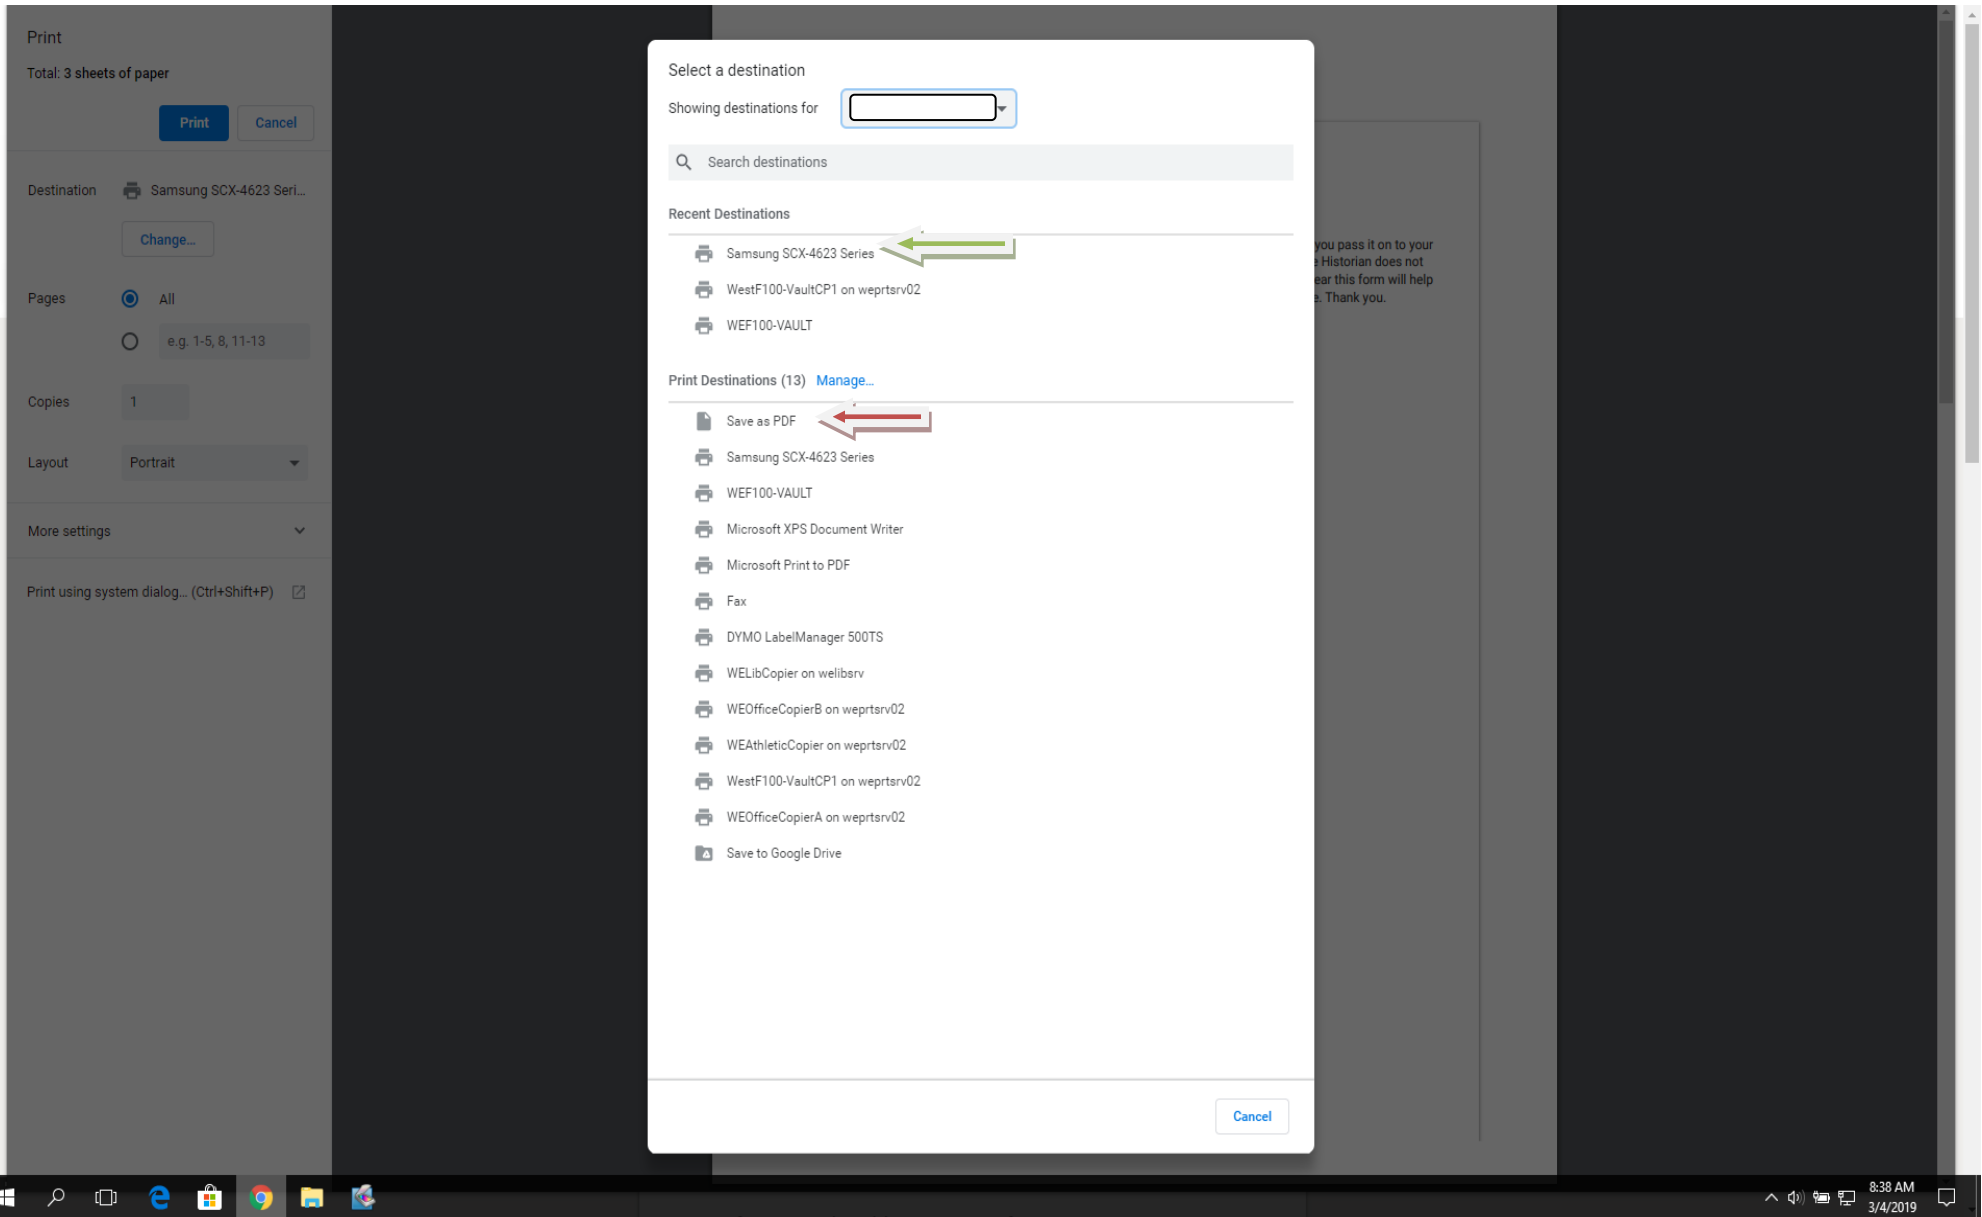 Print
Total: 3 sheets of paper
Print Cancel
Destination Samsung SCX-4623 Seri...
Change...
Pages All
e.g. 1-5, 8, 11-13
Copies 1
Layout Portrait
More settings
Print using system dialog... (Ctrl+Shift+P)
Select a destination
Showing destinations for
Search destinations
Recent Destinations
Samsung SCX-4623 Series
WestF100-VaultCP1 on weprtsrv02
WEF100-VAULT
Print Destinations (13) Manage...
Save as PDF
Samsung SCX-4623 Series
WEF100-VAULT
Microsoft XPS Document Writer
Microsoft Print to PDF
Fax
DYMO LabelManager 500TS
WELibCopier on welibsrv
WEOfficeCopierB on weprtsrv02
WEAthleticCopier on weprtsrv02
WestF100-VaultCP1 on weprtsrv02
WEOfficeCopierA on weprtsrv02
Save to Google Drive
Cancel
you pass it on to your
Historian does not
ear this form will help
. Thank you.
8:38 AM
3/4/2019